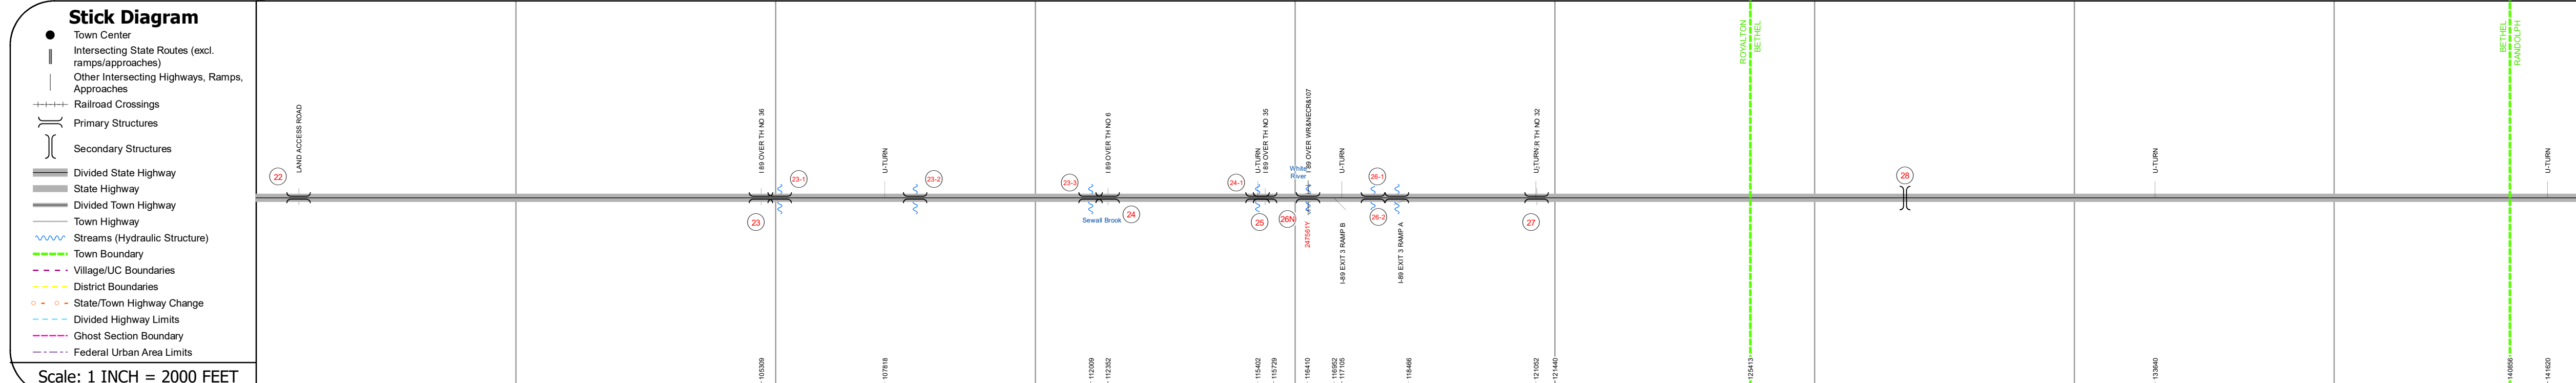 Stick Diagram
Town Center
Intersecting State Routes (excl.
ramps/approaches)
Other Intersecting Highways, Ramps,
Approaches
Railroad Crossings
Primary Structures
Secondary Structures
Divided State Highway
State Highway
Divided Town Highway
Town Highway
Streams (Hydraulic Structure)
Town Boundary
Village/UC Boundaries
District Boundaries
State/Town Highway Change
Divided Highway Limits
Ghost Section Boundary
Federal Urban Area Limits
Scale: 1 INCH = 2000 FEET
22
LAND ACCESS ROAD
I 89 OVER TH NO 36
23
23-1
U-TURN
23-2
23-3
Sewall Brook
I 89 OVER TH NO 6
24
24-1
U-TURN
I 89 OVER TH NO 35
25
26N
White
River
I 89 OVER WR&NECR&107
247561Y
U-TURN
I-89 EXIT 3 RAMP B
26-1
26-2
I-89 EXIT 3 RAMP A
U-TURN
R TH NO 32
27
ROYALTON
BETHEL
28
U-TURN
BETHEL
RANDOLPH
U-TURN
105309
107818
112009
112352
115402
115729
116410
116952
117105
118466
121052
121440
125413
133640
140856
141620